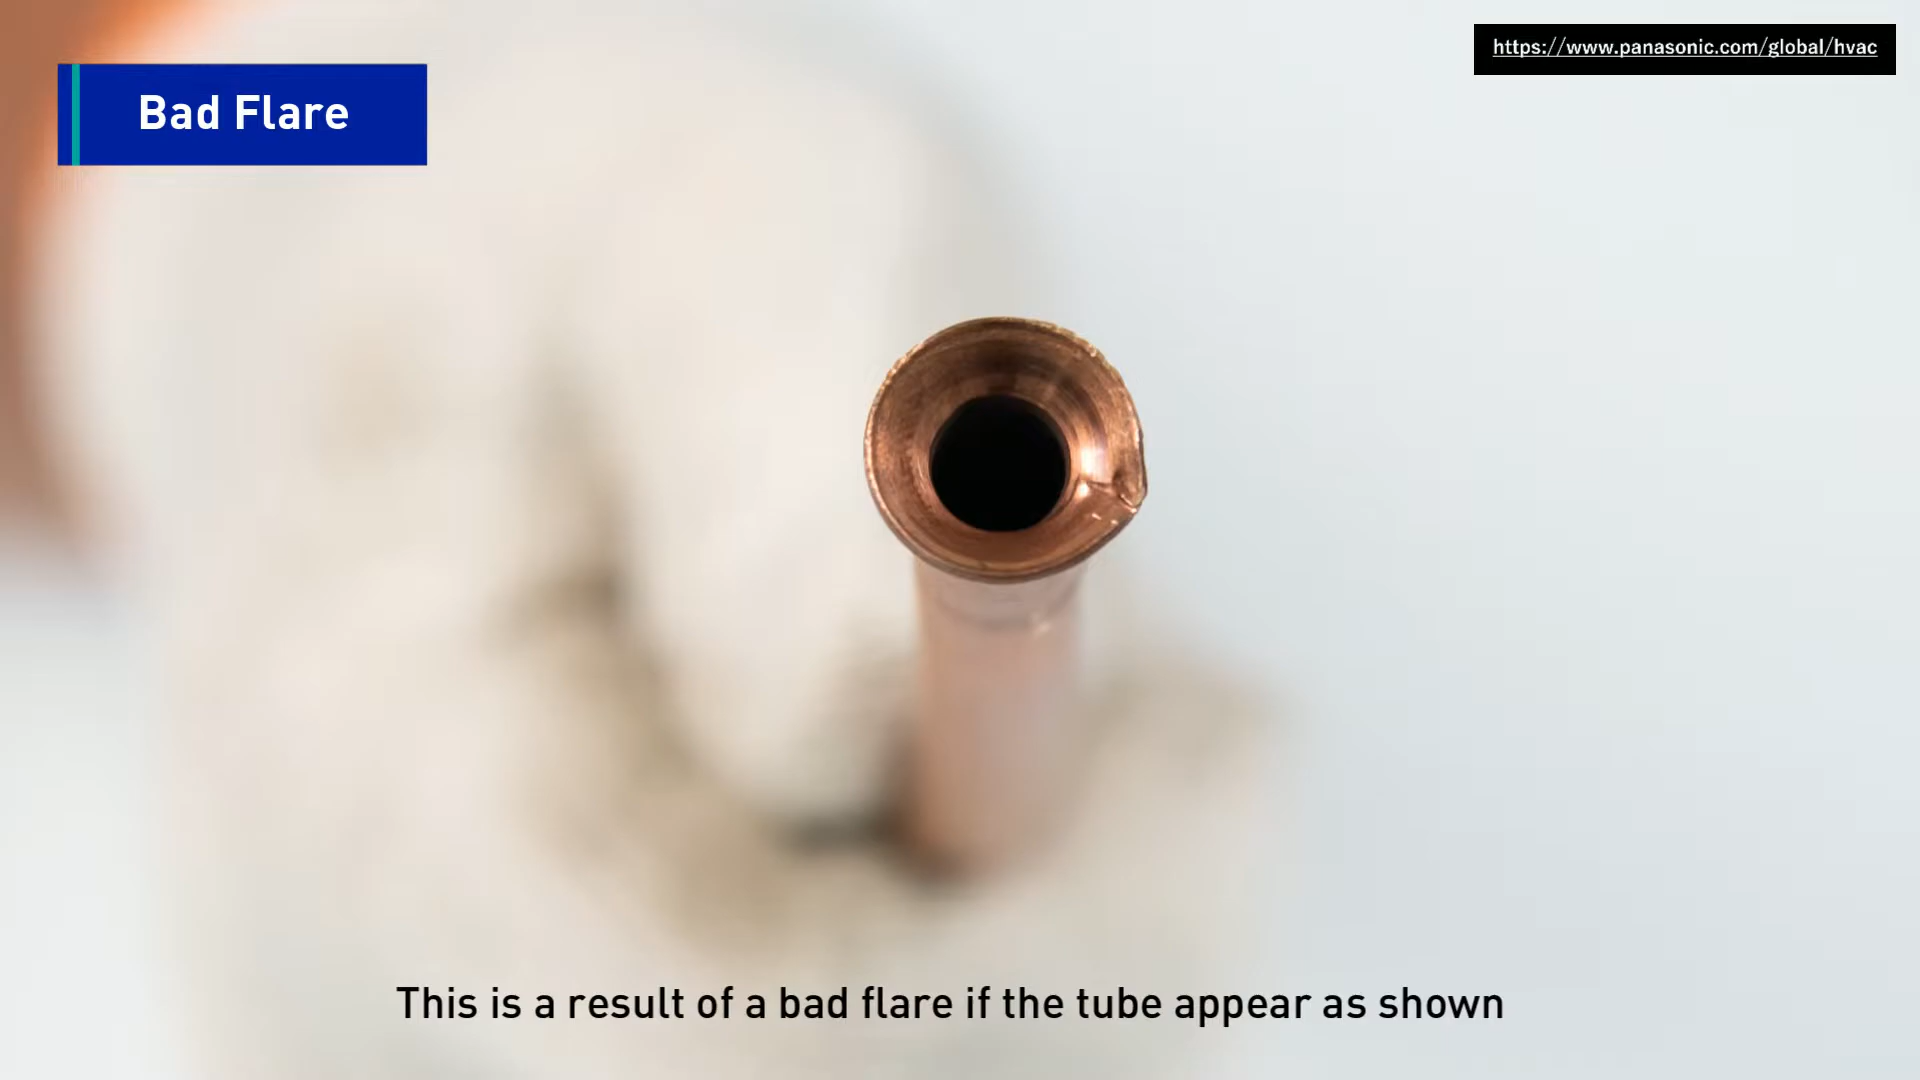 https://www.panasonic.com/global/hvac
Bad Flare
This is a result of a bad flare if the tube appear as shown